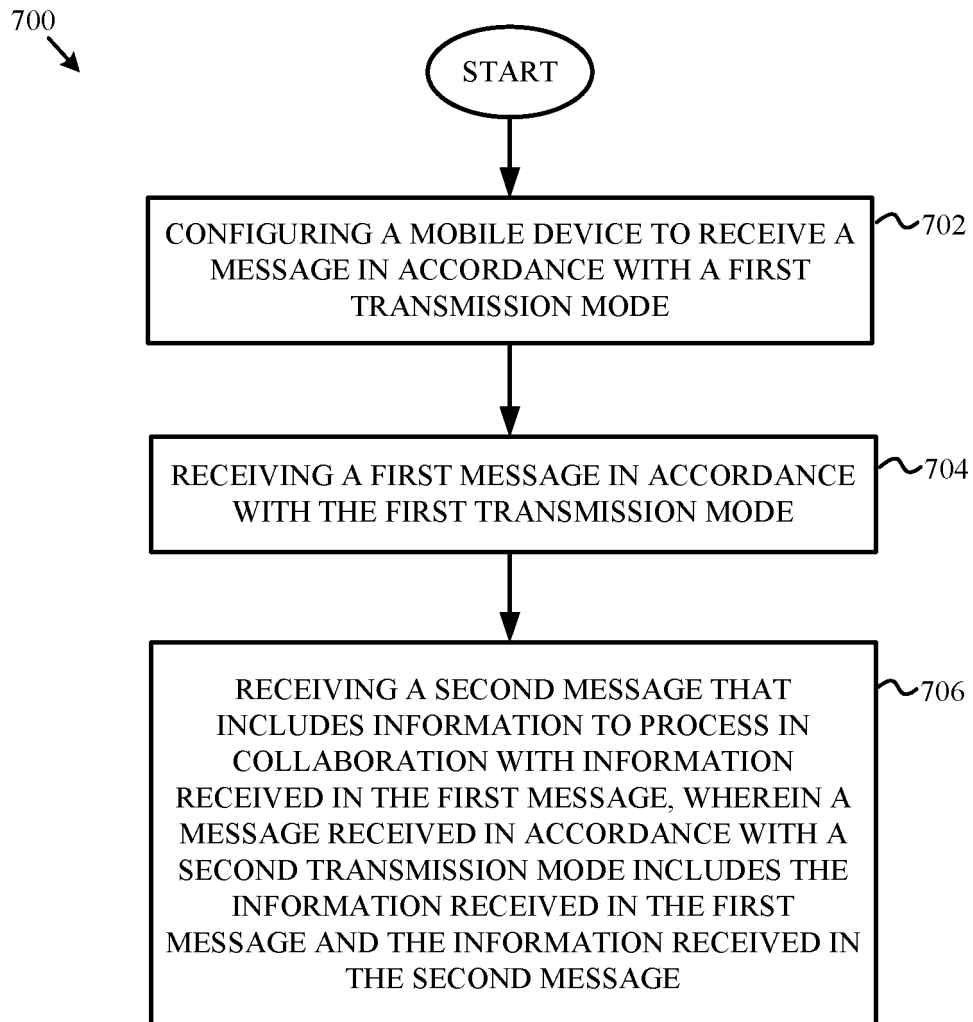 700
START
CONFIGURING A MOBILE DEVICE TO RECEIVE A
MESSAGE IN ACCORDANCE WITH A FIRST
TRANSMISSION MODE
702
RECEIVING A FIRST MESSAGE IN ACCORDANCE
WITH THE FIRST TRANSMISSION MODE
704
RECEIVING A SECOND MESSAGE THAT
INCLUDES INFORMATION TO PROCESS IN
COLLABORATION WITH INFORMATION
RECEIVED IN THE FIRST MESSAGE, WHEREIN A
MESSAGE RECEIVED IN ACCORDANCE WITH A
SECOND TRANSMISSION MODE INCLUDES THE
INFORMATION RECEIVED IN THE FIRST
MESSAGE AND THE INFORMATION RECEIVED IN
THE SECOND MESSAGE
706